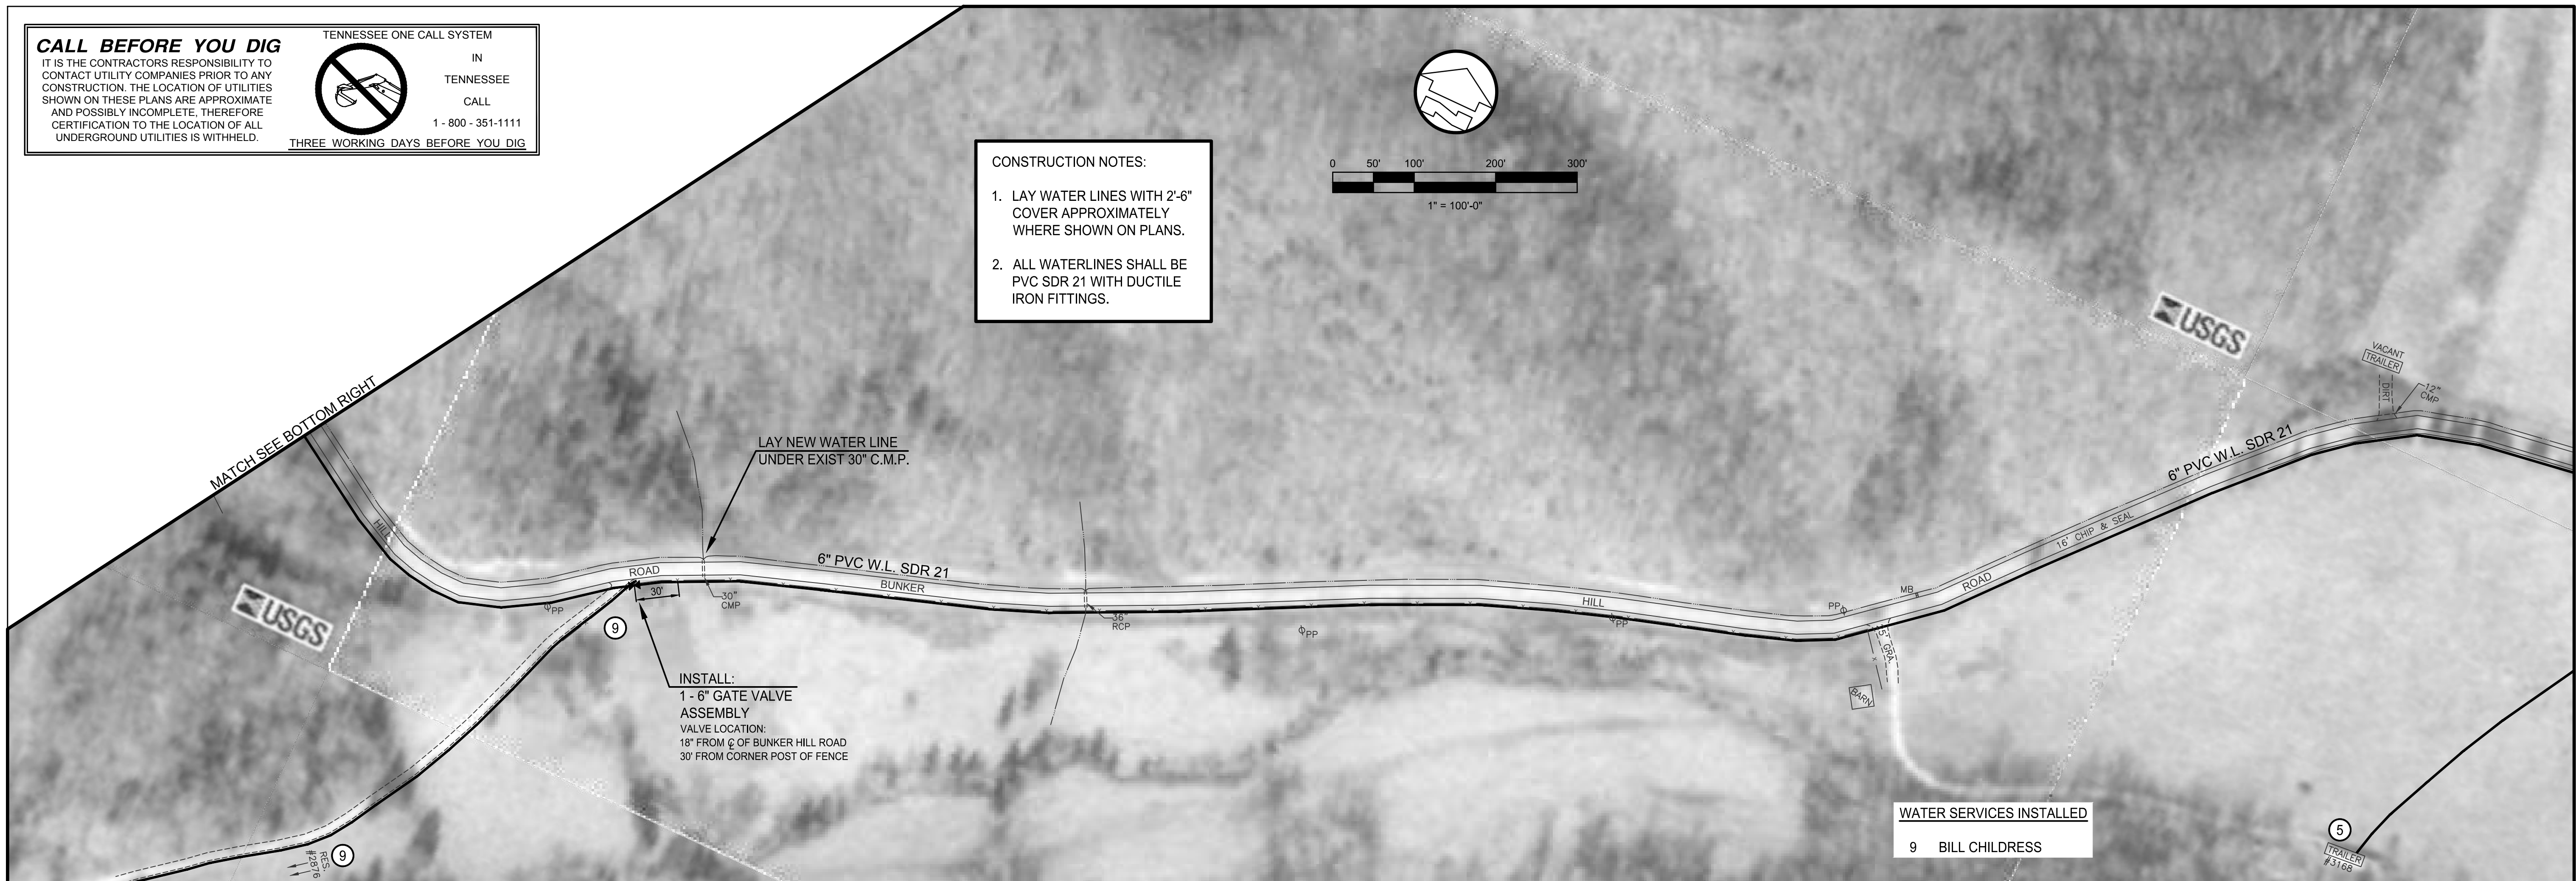 CALL BEFORE YOU DIG
IT IS THE CONTRACTORS RESPONSIBILITY TO
CONTACT UTILITY COMPANIES PRIOR TO ANY
CONSTRUCTION. THE LOCATION OF UTILITIES
SHOWN ON THESE PLANS ARE APPROXIMATE
AND POSSIBLY INCOMPLETE, THEREFORE
CERTIFICATION TO THE LOCATION OF ALL
UNDERGROUND UTILITIES IS WITHHELD.
TENNESSEE ONE CALL SYSTEM
IN
TENNESSEE
CALL
1 - 800 - 351-1111
THREE WORKING DAYS BEFORE YOU DIG
CONSTRUCTION NOTES:
1. LAY WATER LINES WITH 2'-6"
COVER APPROXIMATELY
WHERE SHOWN ON PLANS.
2. ALL WATERLINES SHALL BE
PVC SDR 21 WITH DUCTILE
IRON FITTINGS.
0 50' 100' 200' 300'
1" = 100'-0"
USGS
VACANT
TRAILER
DIRT
12"
CMP
MATCH SEE BOTTOM RIGHT
LAY NEW WATER LINE
UNDER EXIST 30" C.M.P.
6" PVC W.L. SDR 21
16' CHIP & SEAL
HILL
ROAD
6" PVC W.L. SDR 21
BUNKER
HILL
ROAD
MB
PP
PP
PP
PP
30'
30"
CMP
36"
RCP
15' GRA.
BARN
9
USGS
INSTALL:
1 - 6" GATE VALVE
ASSEMBLY
VALVE LOCATION:
18" FROM ℄ OF BUNKER HILL ROAD
30' FROM CORNER POST OF FENCE
WATER SERVICES INSTALLED
9 BILL CHILDRESS
RES.
#2876
9
5
TRAILER
#3168